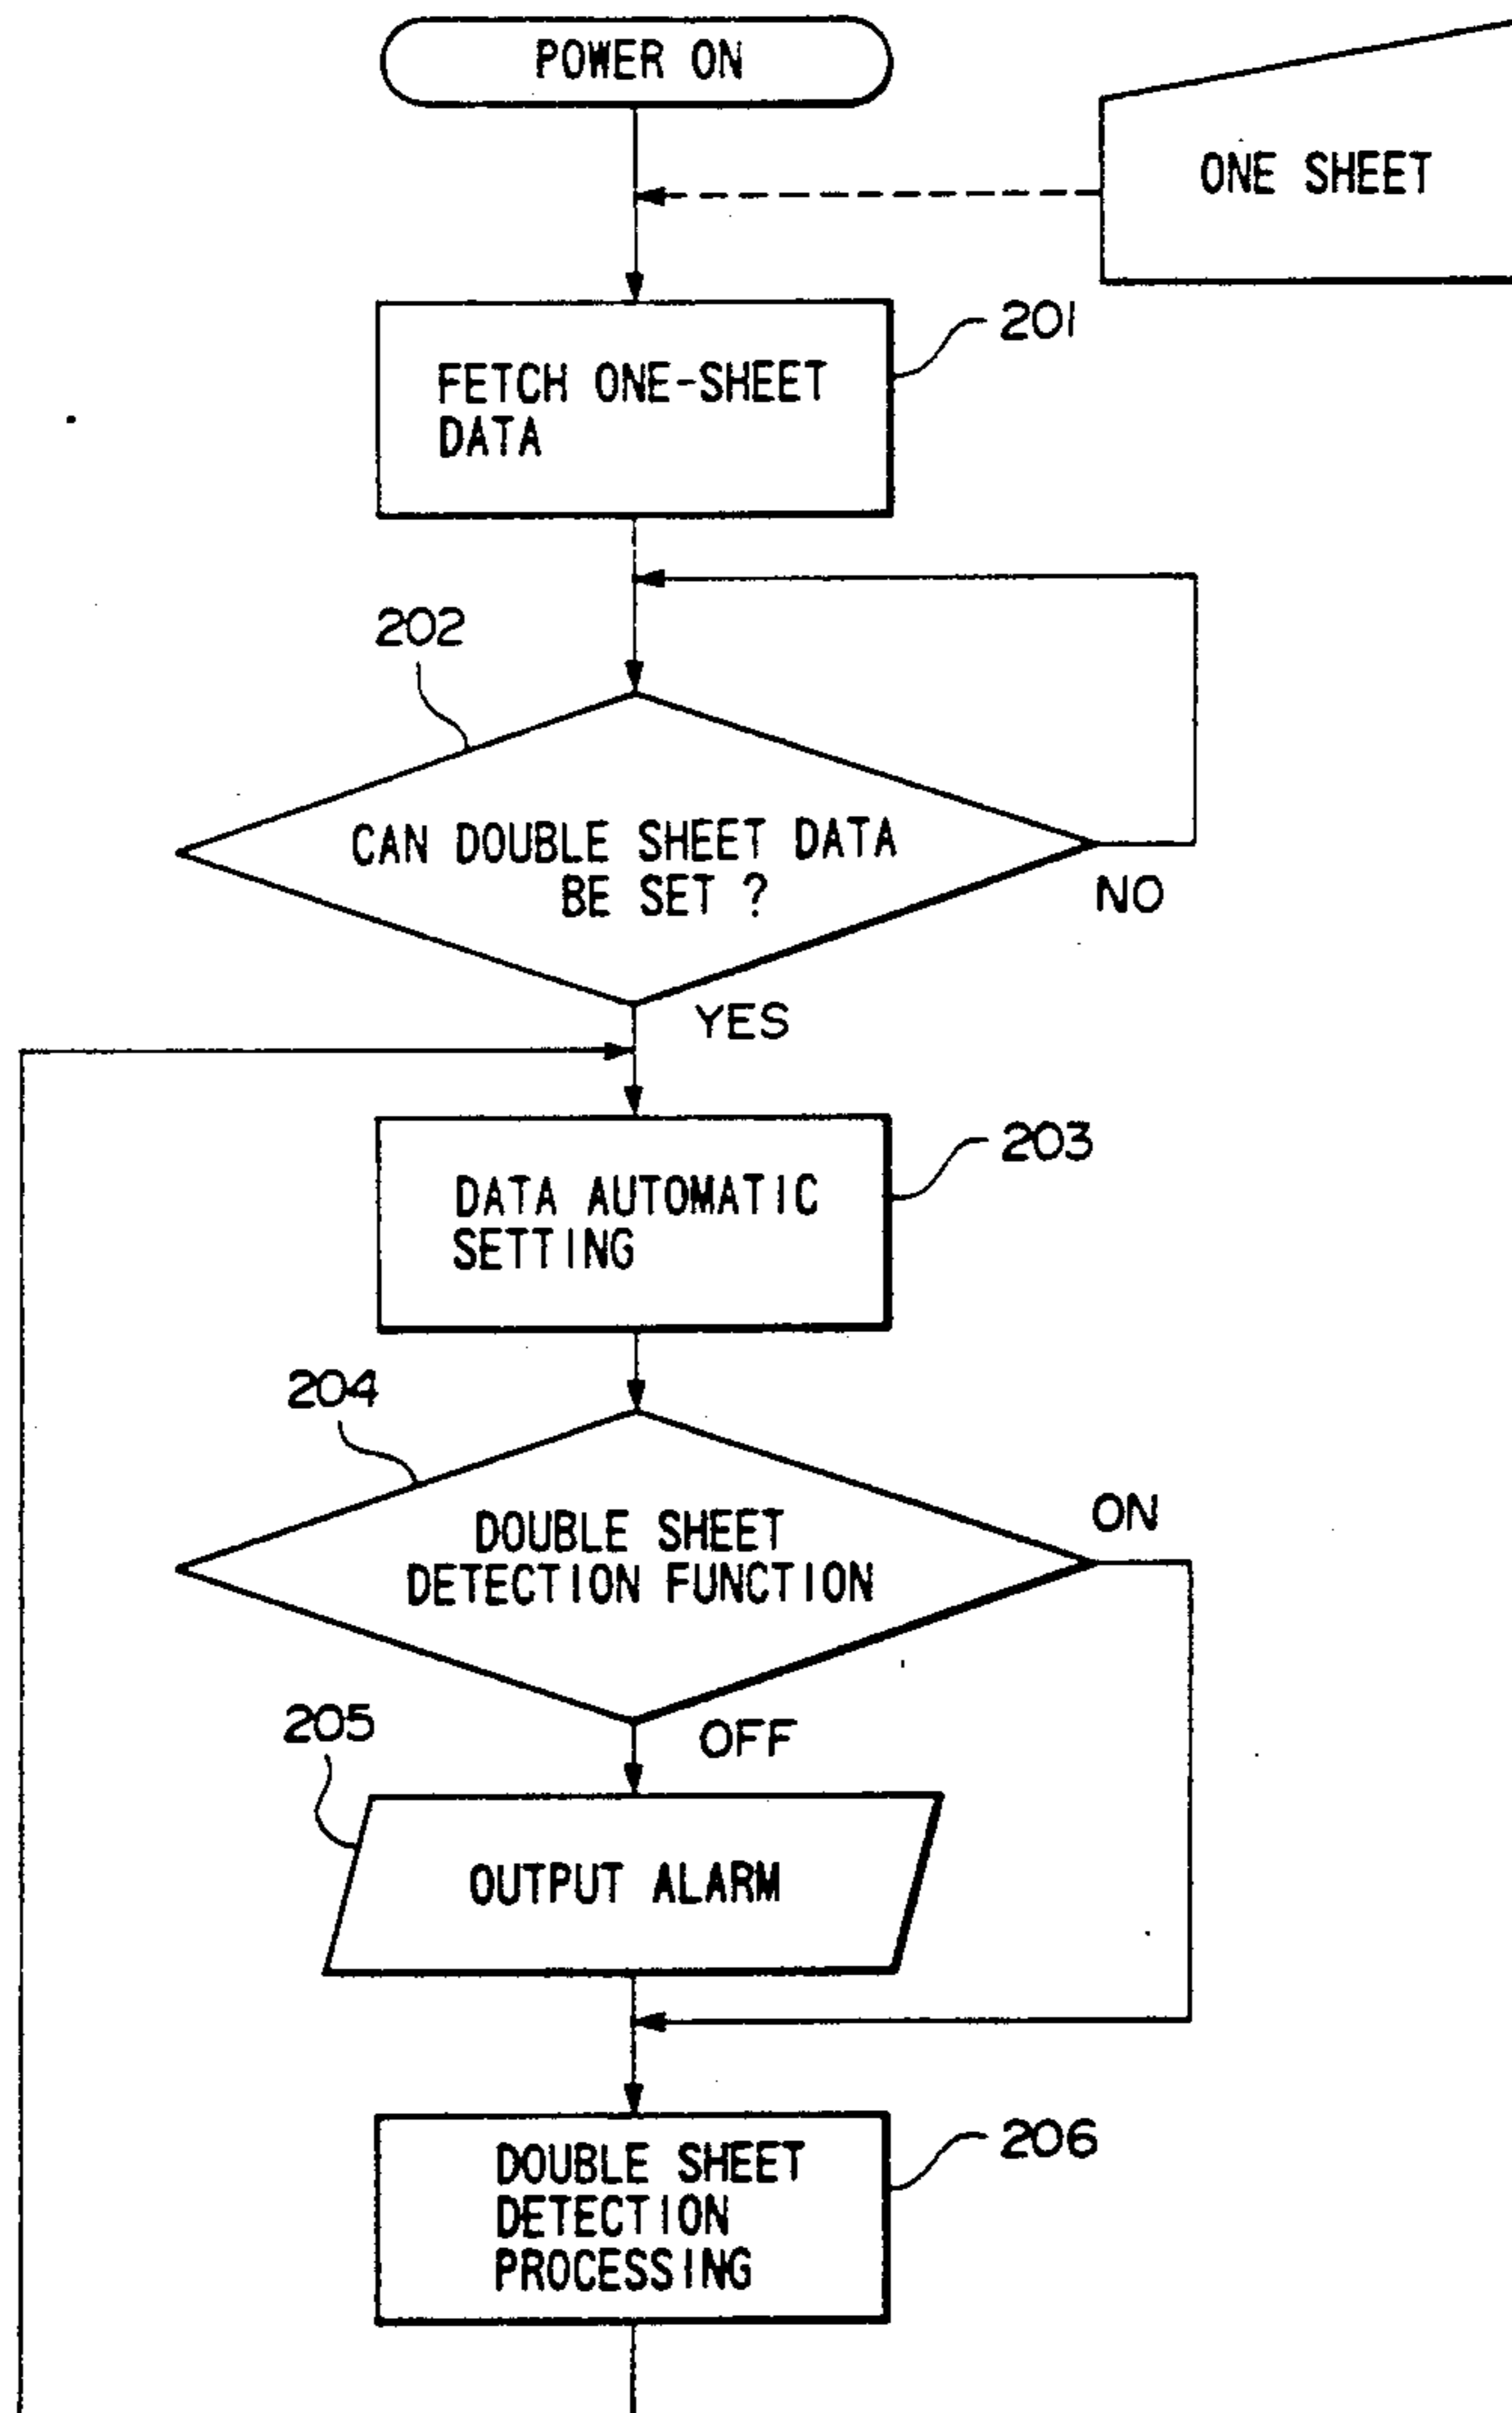 POWER ON
ONE SHEET
201
FETCH ONE-SHEET
DATA
202
CAN DOUBLE SHEET DATA
BE SET ?
NO
YES
203
DATA AUTOMATIC
SETTING
204
DOUBLE SHEET
DETECTION FUNCTION
ON
OFF
205
OUTPUT ALARM
206
DOUBLE SHEET
DETECTION
PROCESSING